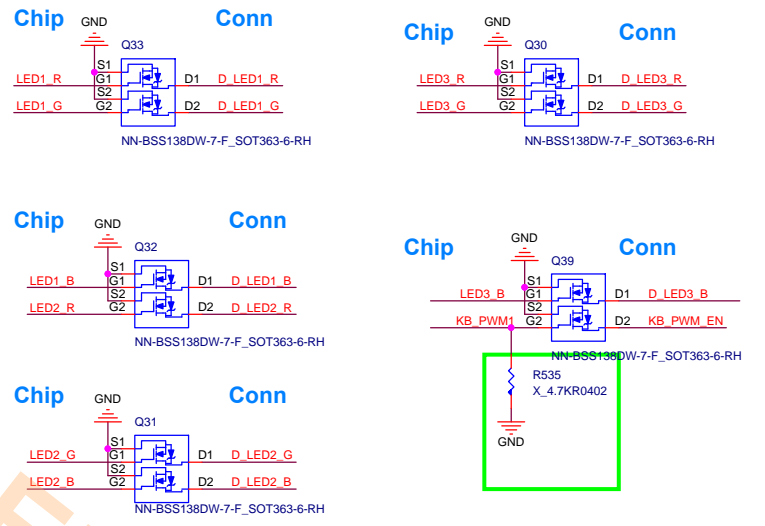 Chip
GND
Conn
Q33
S1
LED1_R
G1
D1
D_LED1_R
S2
LED1_G
G2
D2
D_LED1_G
NN-BSS138DW-7-F_SOT363-6-RH
Chip
GND
Conn
Q30
S1
LED3_R
G1
D1
D_LED3_R
S2
LED3_G
G2
D2
D_LED3_G
NN-BSS138DW-7-F_SOT363-6-RH
Chip
GND
Conn
Q32
S1
LED1_B
G1
D1
D_LED1_B
S2
LED2_R
G2
D2
D_LED2_R
NN-BSS138DW-7-F_SOT363-6-RH
Chip
GND
Conn
Q39
S1
LED3_B
G1
D1
D_LED3_B
S2
KB_PWM1
G2
D2
KB_PWM_EN
NN-BSS138DW-7-F_SOT363-6-RH
R535
X_4.7KR0402
GND
Chip
GND
Conn
Q31
S1
LED2_G
G1
D1
D_LED2_G
S2
LED2_B
G2
D2
D_LED2_B
NN-BSS138DW-7-F_SOT363-6-RH